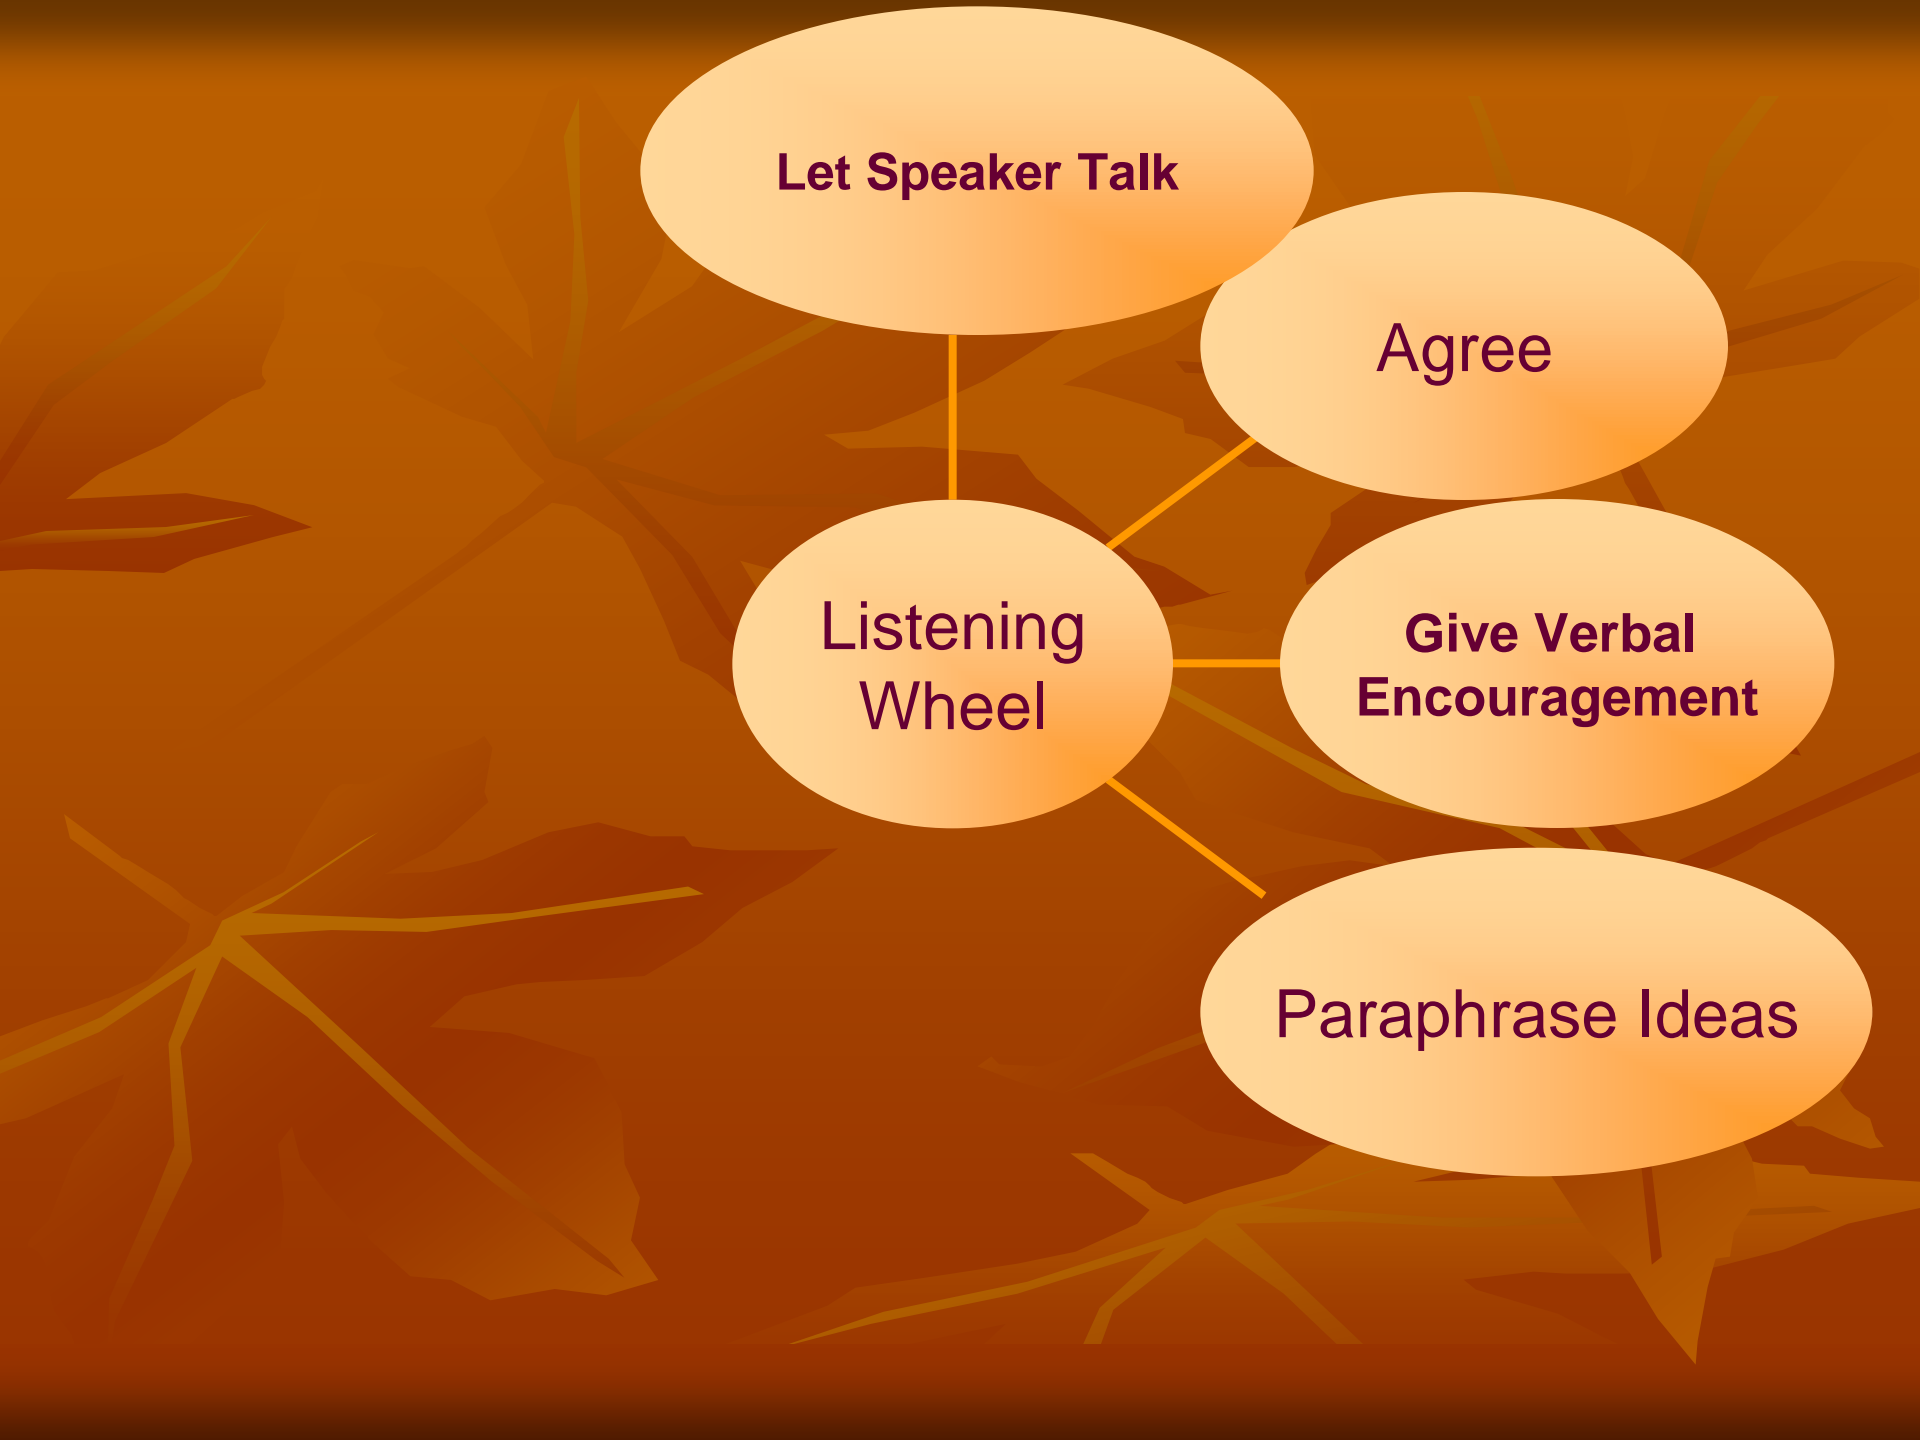 Let Speaker Talk
Agree
Listening
Wheel
Give Verbal
Encouragement
Paraphrase Ideas